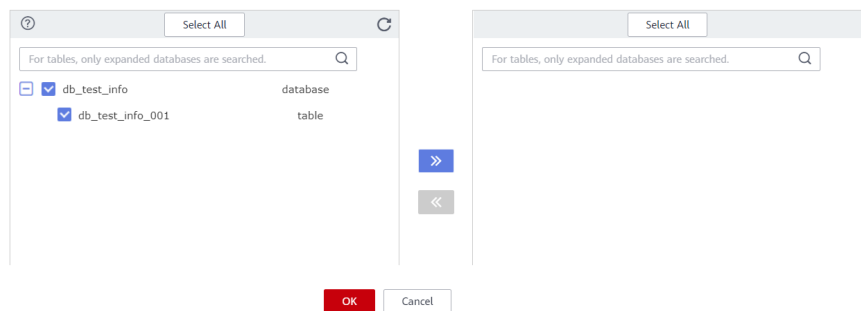 Select All
For tables, only expanded databases are searched.
db_test_info database
db_test_info_001 table
Select All
For tables, only expanded databases are searched.
OK Cancel